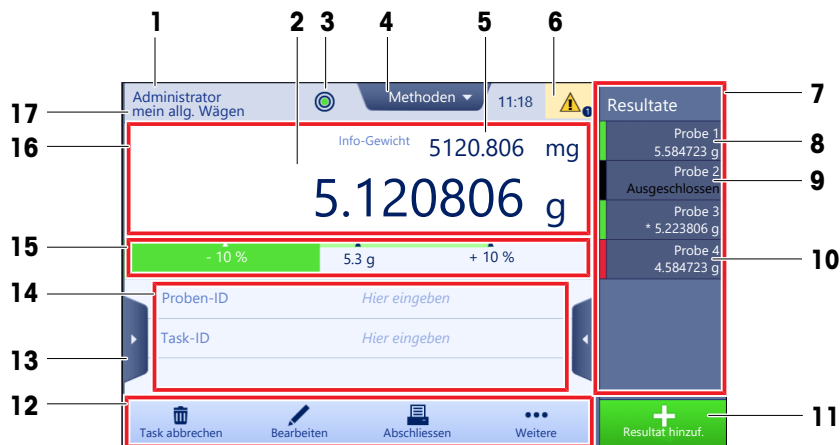 1 2 3 4 5 6
Administrator
mein allg. Wägen
Methoden
11:18
Resultate
7
17
16
Info-Gewicht 5120.806 mg
5.120806 g
Probe 1
5.584723 g
8
Probe 2
Ausgeschlossen
9
Probe 3
* 5.223806 g
Probe 4
4.584723 g
10
15
- 10 % 5.3 g + 10 %
14
Proben-ID Hier eingeben
Task-ID Hier eingeben
13
12
Task abbrechen Bearbeiten Abschliessen Weitere
Resultat hinzuf.
11